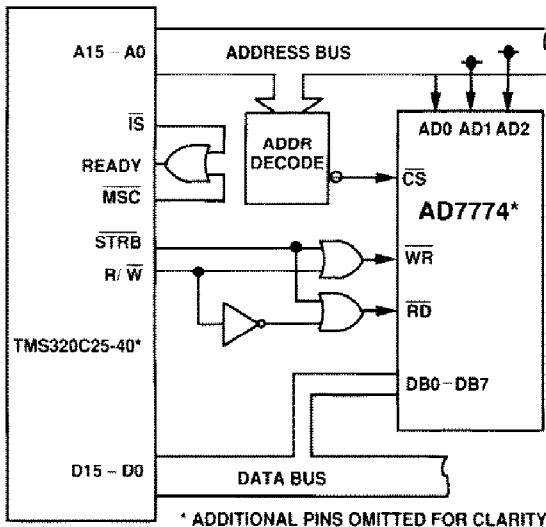 A15 – A0
ADDRESS BUS
AD0 AD1 AD2
IS
READY
MSC
ADDR
DECODE
CS
AD7774*
STRB
R/W
WR
RD
TMS320C25-40*
DB0–DB7
D15 – D0
DATA BUS
* ADDITIONAL PINS OMITTED FOR CLARITY